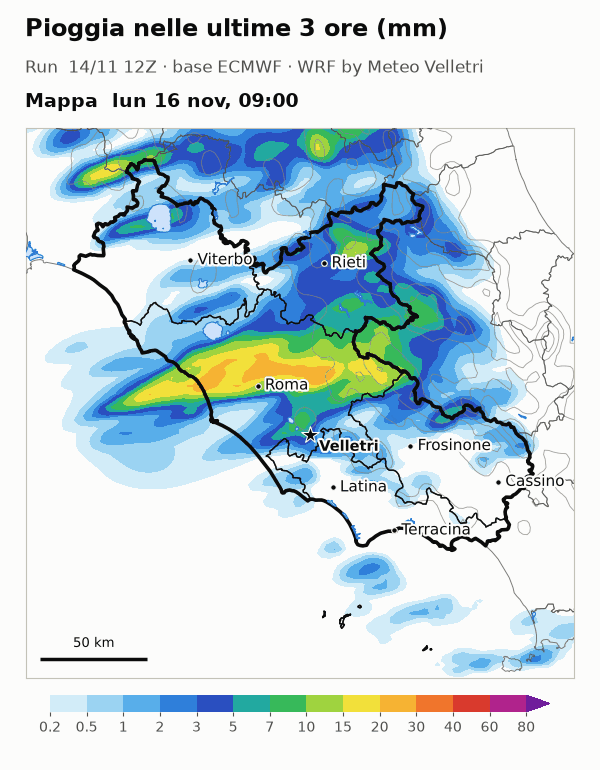 Pioggia nelle ultime 3 ore (mm)
Run 14/11 12Z · base ECMWF · WRF by Meteo Velletri
Mappa lun 16 nov, 09:00
Viterbo
Rieti
Roma
Velletri
Frosinone
Latina
Cassino
Terracina
50 km
0.2 0.5 1 2 3 5 7 10 15 20 30 40 60 80